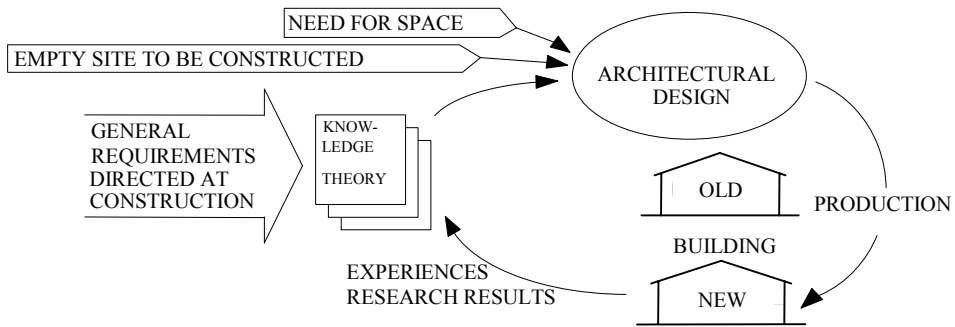 NEED FOR SPACE
EMPTY SITE TO BE CONSTRUCTED
ARCHITECTURAL
DESIGN
GENERAL
REQUIREMENTS
DIRECTED AT
CONSTRUCTION
KNOW-
LEDGE
THEORY
OLD
PRODUCTION
BUILDING
NEW
EXPERIENCES
RESEARCH RESULTS